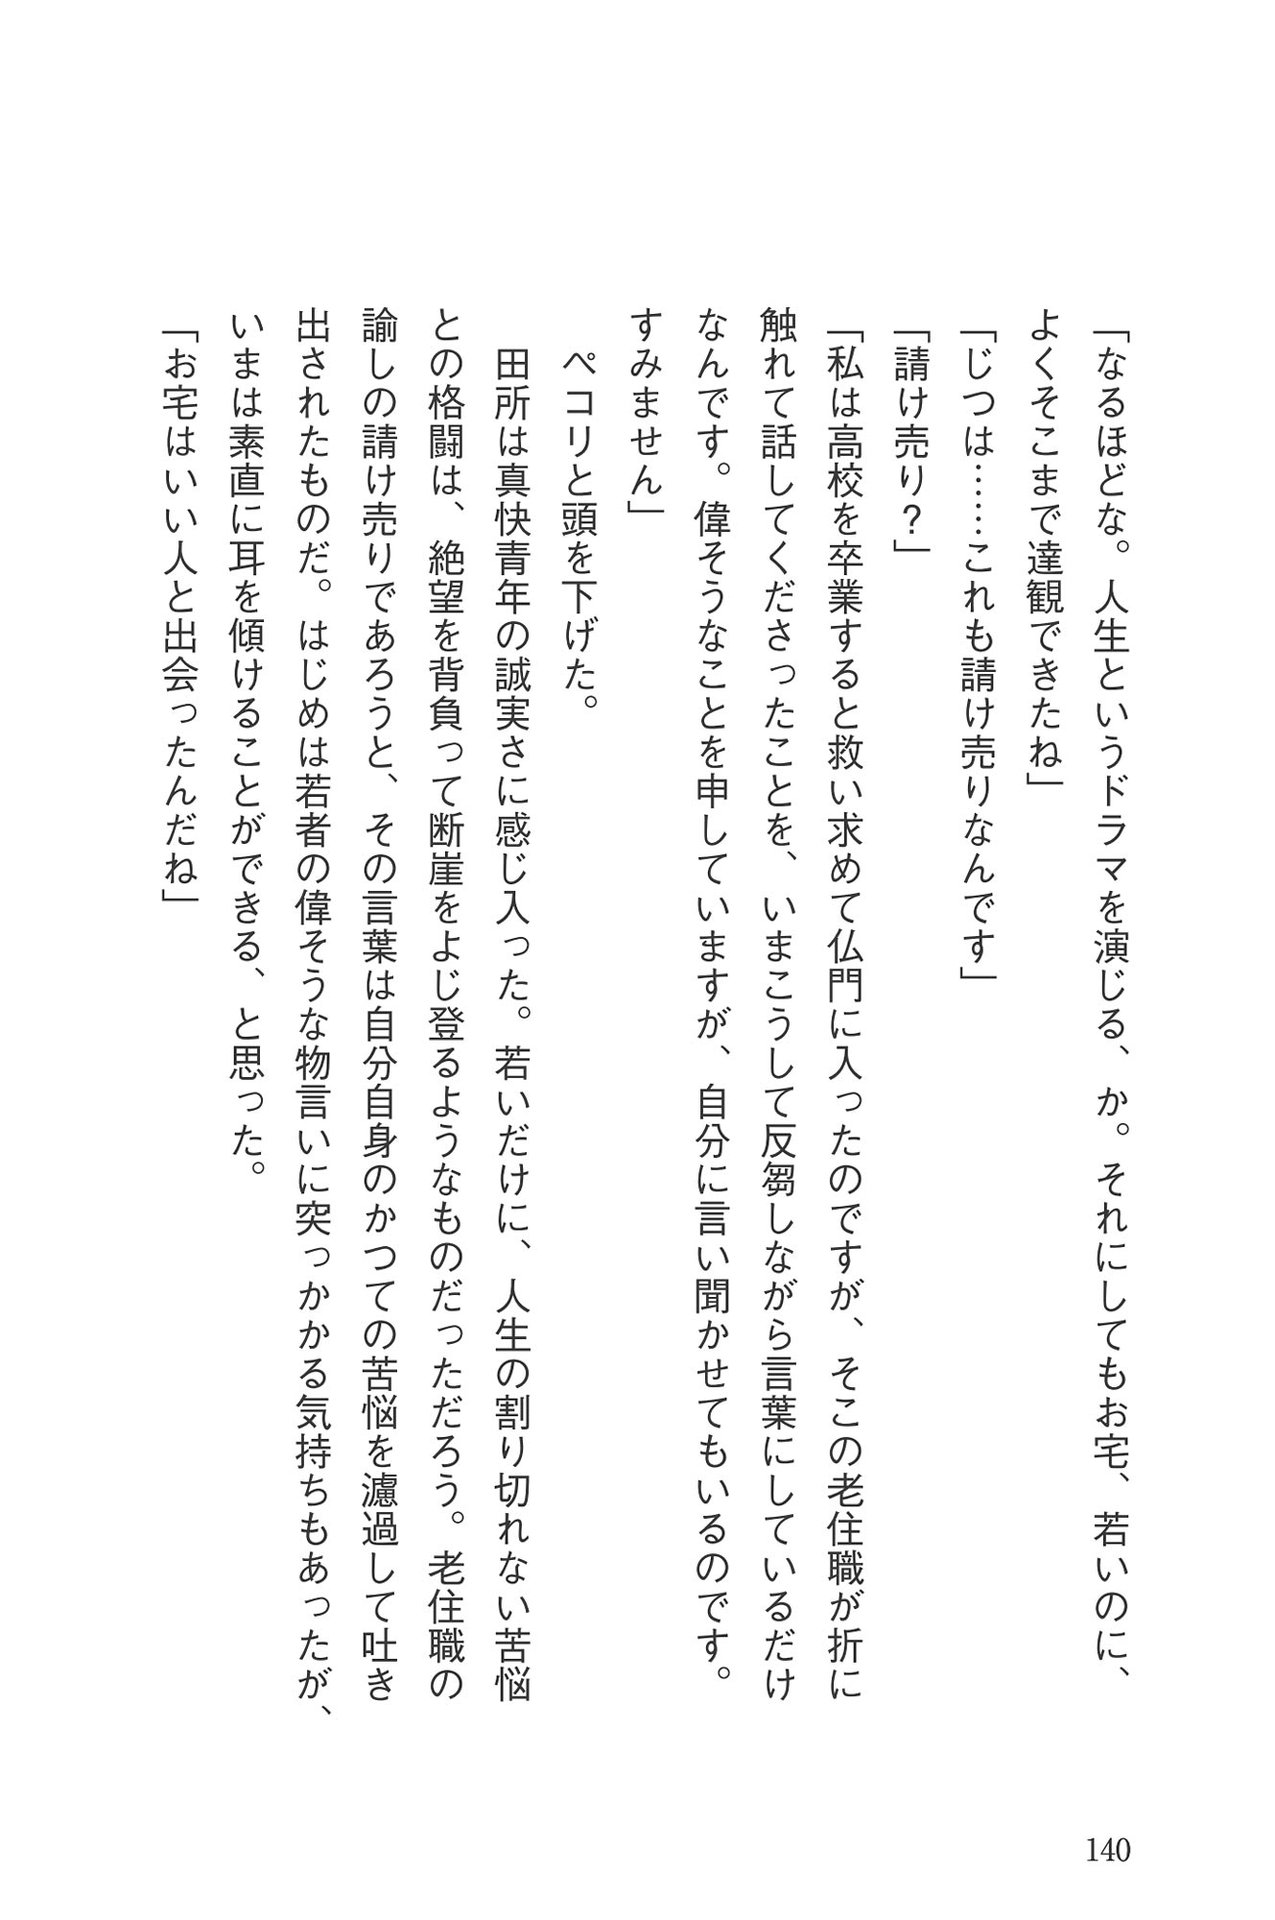 「なるほどな。人生というドラマを演じる、か。それにしてもお宅、若いのに、
よくそこまで達観できたね」
「じつは……これも請け売りなんです」
「請け売り？」
「私は高校を卒業すると救い求めて仏門に入ったのですが、そこの老住職が折に
触れて話してくださったことを、いまこうして反芻しながら言葉にしているだけ
なんです。偉そうなことを申していますが、自分に言い聞かせてもいるのです。
すみません」
　ペコリと頭を下げた。
　田所は真快青年の誠実さに感じ入った。若いだけに、人生の割り切れない苦悩
との格闘は、絶望を背負って断崖をよじ登るようなものだっただろう。老住職の
諭しの請け売りであろうと、その言葉は自分自身のかつての苦悩を濾過して吐き
出されたものだ。はじめは若者の偉そうな物言いに突っかかる気持ちもあったが、
いまは素直に耳を傾けることができる、と思った。
「お宅はいい人と出会ったんだね」
140